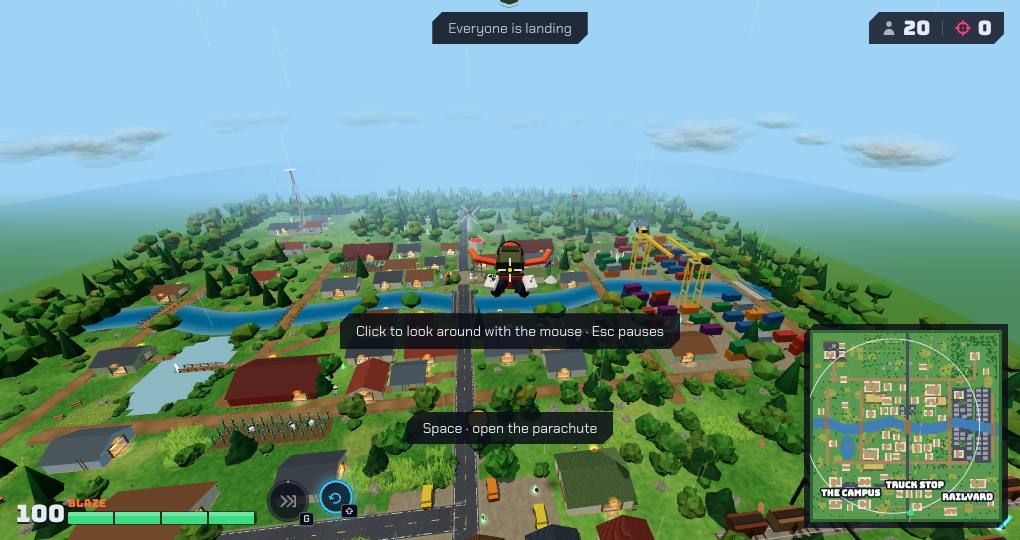 Everyone is landing
20
0
Click to look around with the mouse · Esc pauses
Space · open the parachute
THE CAMPUS
TRUCK STOP
RAILYARD
BLAZE
100
G